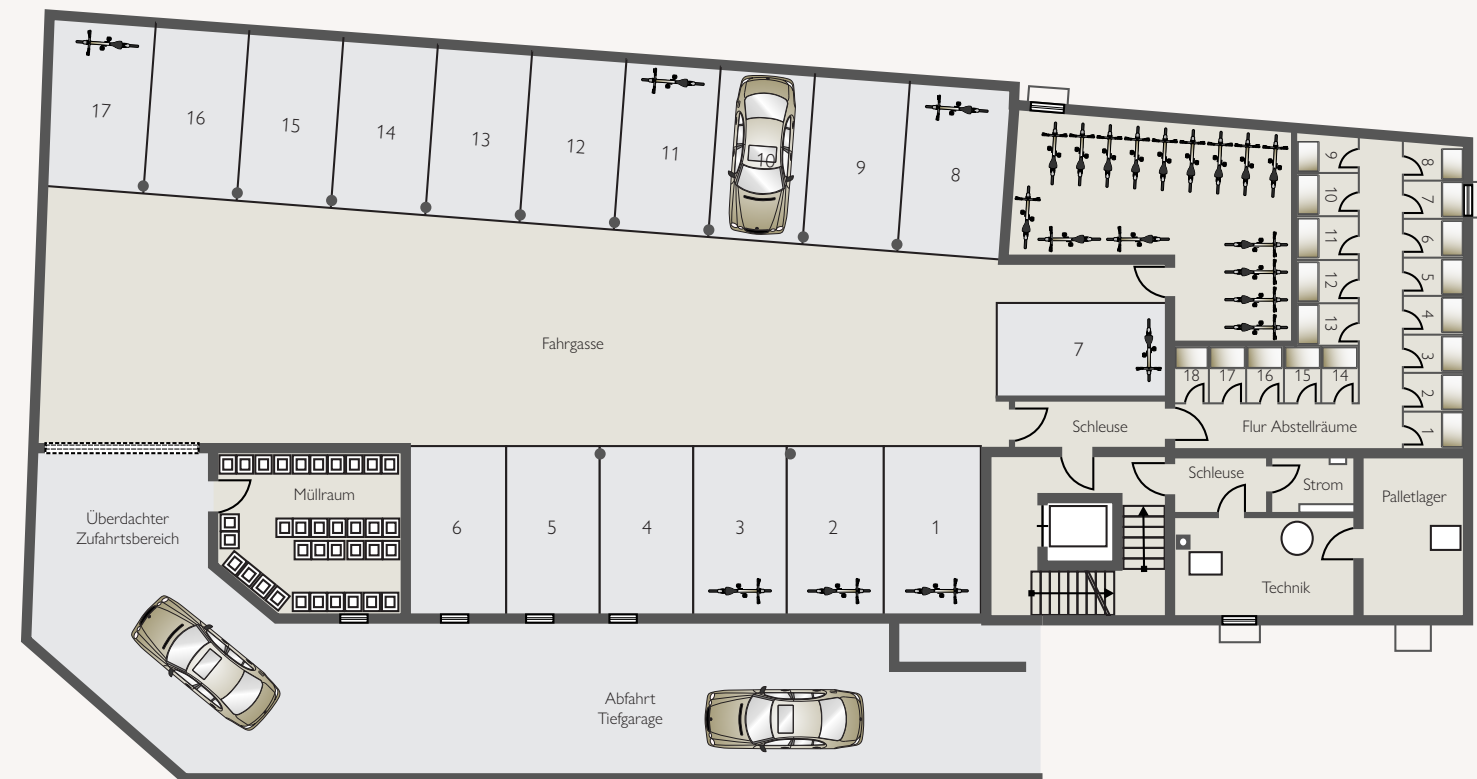 17
16
15
14
13
12
11
10
9
8
9
10
11
12
13
8
7
6
5
4
3
2
1
Fahrgasse
7
18
17
16
15
14
Schleuse
Flur Abstellräume
Müllraum
Schleuse
Strom
Palletlager
Überdachter
Zufahrtsbereich
6
5
4
3
2
1
Technik
Abfahrt
Tiefgarage